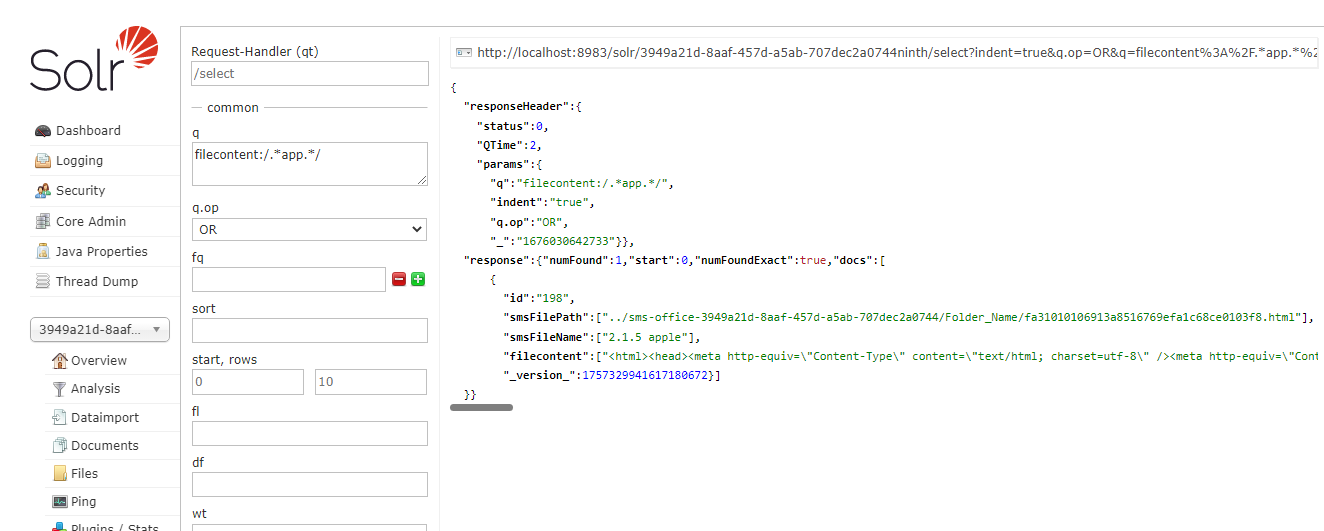 Solr
Dashboard
Logging
Security
Core Admin
Java Properties
Thread Dump
3949a21d-8aaf...
Overview
Analysis
Dataimport
Documents
Files
Ping
Plugins / Stats
Request-Handler (qt)
/select
common
q
filecontent:/.*app.*/
q.op
OR
fq
sort
start, rows
0 10
fl
df
wt
http://localhost:8983/solr/3949a21d-8aaf-457d-a5ab-707dec2a0744ninth/select?indent=true&q.op=OR&q=filecontent%3A%2F.*app.*%2
{
"responseHeader":{
"status":0,
"QTime":2,
"params":{
"q":"filecontent:/.*app.*/",
"indent":"true",
"q.op":"OR",
"_":"1676030642733"}},
"response":{"numFound":1,"start":0,"numFoundExact":true,"docs":[
{
"id":"198",
"smsFilePath":["../sms-office-3949a21d-8aaf-457d-a5ab-707dec2a0744/Folder_Name/fa31010106913a8516769efa1c68ce0103f8.html"],
"smsFileName":["2.1.5 apple"],
"filecontent":["<html><head><meta http-equiv=\"Content-Type\" content=\"text/html; charset=utf-8\" /><meta http-equiv=\"Cont
"_version_":1757329941617180672}]
}}